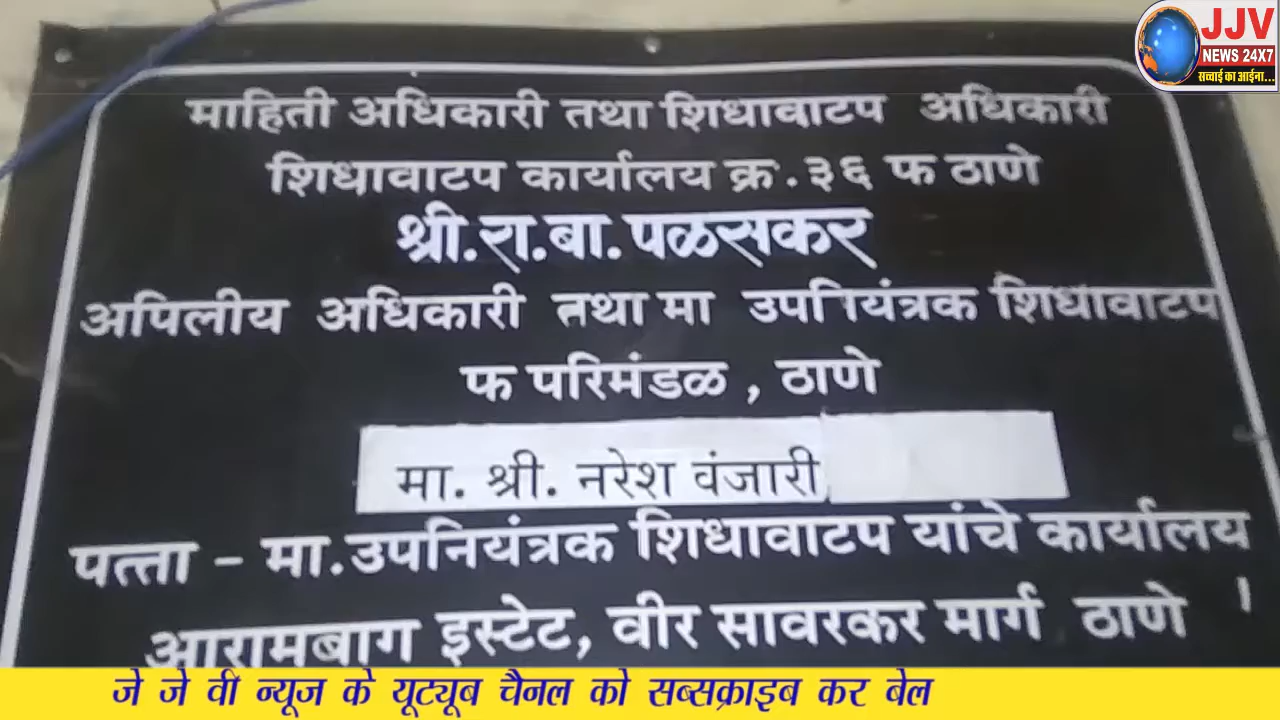 JJV
NEWS 24X7
सच्चाई का आईना...
माहिती अधिकारी तथा शिधावाटप अधिकारी
शिधावाटप कार्यालय क्र.३६ फ ठाणे
श्री.रा.बा.पळसकर
अपिलीय अधिकारी तथा मा उपनियंत्रक शिधावाटप
फ परिमंडळ , ठाणे
मा. श्री. नरेश वंजारी
पत्ता - मा.उपनियंत्रक शिधावाटप यांचे कार्यालय
आरामबाग इस्टेट, वीर सावरकर मार्ग ठाणे
जे जे वी न्यूज के यूट्यूब चैनल को सब्सक्राइब कर बेल